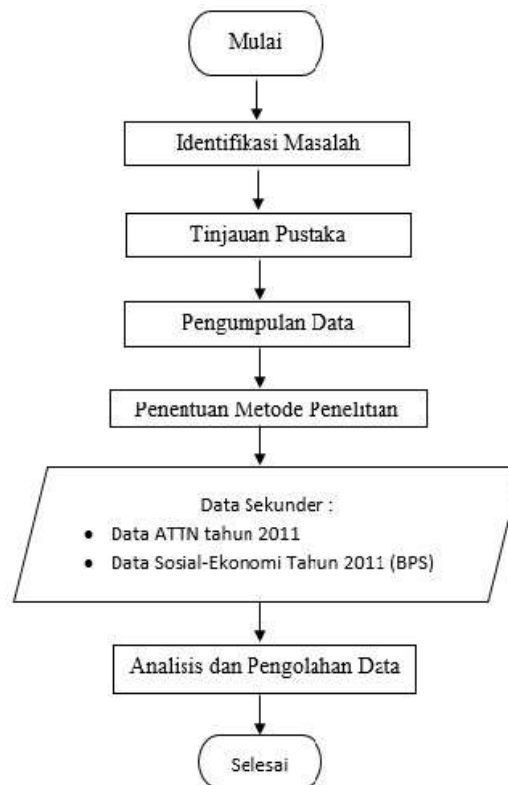 Mulai
Identifikasi Masalah
Tinjauan Pustaka
Pengumpulan Data
Penentuan Metode Penelitian
Data Sekunder :
• Data ATTN tahun 2011
• Data Sosial-Ekonomi Tahun 2011 (BPS)
Analisis dan Pengolahan Data
Selesai